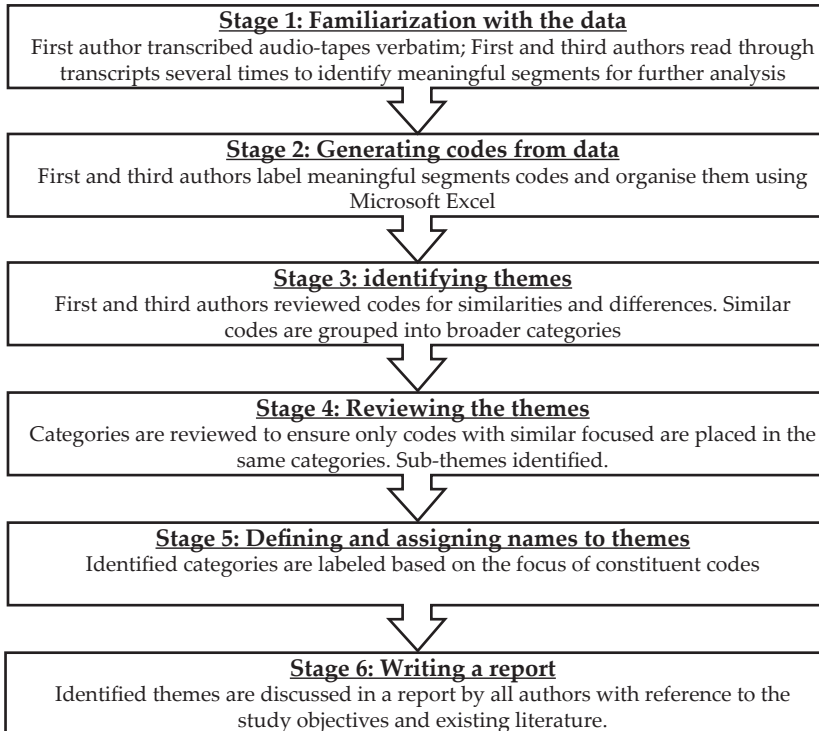 Stage 1: Familiarization with the data
First author transcribed audio-tapes verbatim; First and third authors read through
transcripts several times to identify meaningful segments for further analysis
Stage 2: Generating codes from data
First and third authors label meaningful segments codes and organise them using
Microsoft Excel
Stage 3: identifying themes
First and third authors reviewed codes for similarities and differences. Similar
codes are grouped into broader categories
Stage 4: Reviewing the themes
Categories are reviewed to ensure only codes with similar focused are placed in the
same categories. Sub-themes identified.
Stage 5: Defining and assigning names to themes
Identified categories are labeled based on the focus of constituent codes
Stage 6: Writing a report
Identified themes are discussed in a report by all authors with reference to the
study objectives and existing literature.